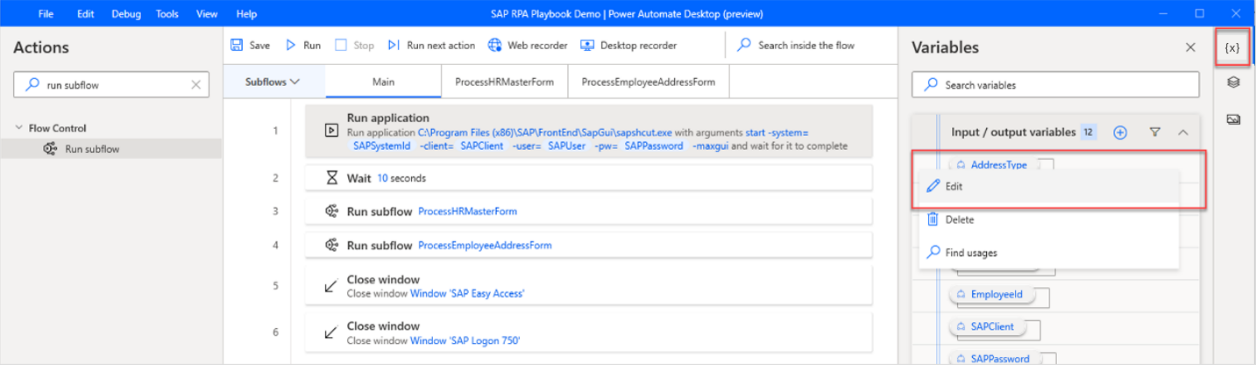 File Edit Debug Tools View Help SAP RPA Playbook Demo | Power Automate Desktop (preview)
Actions
run subflow
Flow Control
Run subflow
Save Run Stop Run next action Web recorder Desktop recorder Search inside the flow
Subflows Main ProcessHRMasterForm ProcessEmployeeAddressForm
1
Run application
Run application C:\Program Files (x86)\SAP\FrontEnd\SapGui\sapshcut.exe with arguments start -system=
SAPSystemId -client= SAPClient -user= SAPUser -pw= SAPPassword -maxgui and wait for it to complete
2 Wait 10 seconds
3 Run subflow ProcessHRMasterForm
4 Run subflow ProcessEmployeeAddressForm
5
Close window
Close window Window 'SAP Easy Access'
6
Close window
Close window Window 'SAP Logon 750'
Variables
{x}
Search variables
Input / output variables 12
AddressType
Edit
Delete
Find usages
EmployeeId
SAPClient
SAPPassword